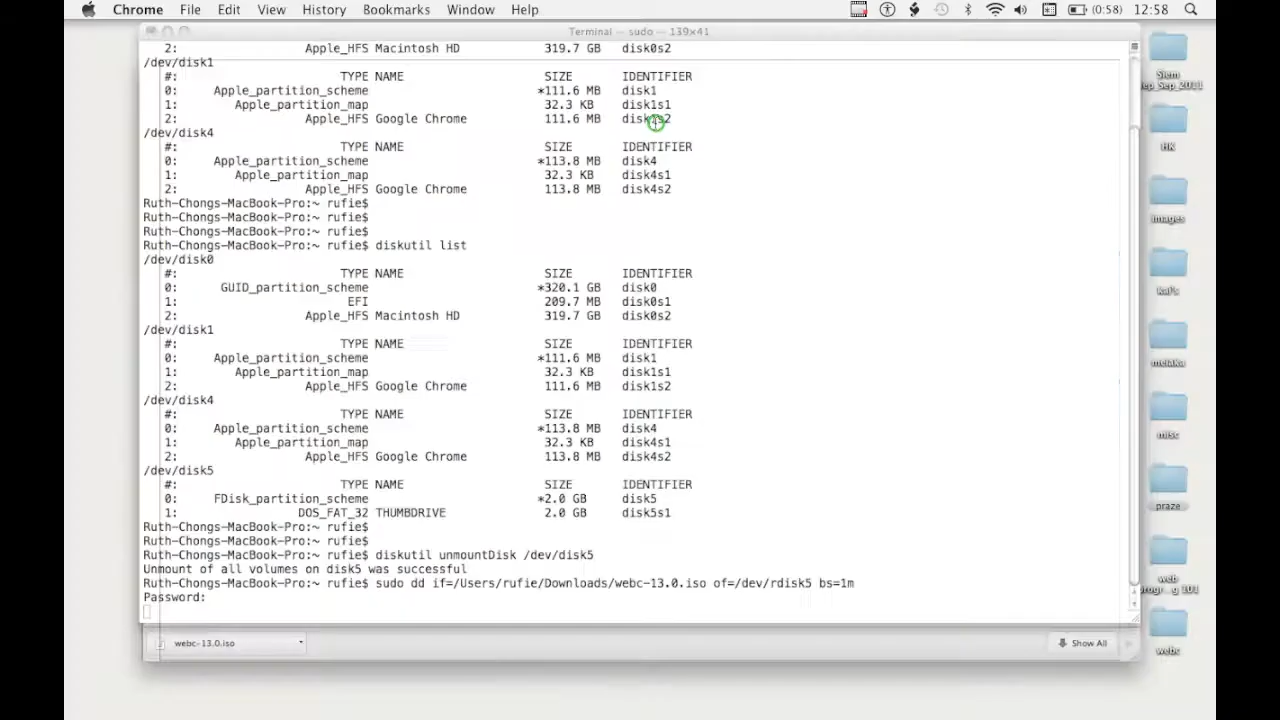 Chrome File Edit View History Bookmarks Window Help (0:58) 12:58
Terminal — sudo — 139×41
2: Apple_HFS Macintosh HD 319.7 GB disk0s2
/dev/disk1
#: TYPE NAME SIZE IDENTIFIER
0: Apple_partition_scheme *111.6 MB disk1
1: Apple_partition_map 32.3 KB disk1s1
2: Apple_HFS Google Chrome 111.6 MB disk1s2
/dev/disk4
#: TYPE NAME SIZE IDENTIFIER
0: Apple_partition_scheme *113.8 MB disk4
1: Apple_partition_map 32.3 KB disk4s1
2: Apple_HFS Google Chrome 113.8 MB disk4s2
Ruth-Chongs-MacBook-Pro:~ rufie$
Ruth-Chongs-MacBook-Pro:~ rufie$
Ruth-Chongs-MacBook-Pro:~ rufie$
Ruth-Chongs-MacBook-Pro:~ rufie$ diskutil list
/dev/disk0
#: TYPE NAME SIZE IDENTIFIER
0: GUID_partition_scheme *320.1 GB disk0
1: EFI 209.7 MB disk0s1
2: Apple_HFS Macintosh HD 319.7 GB disk0s2
/dev/disk1
#: TYPE NAME SIZE IDENTIFIER
0: Apple_partition_scheme *111.6 MB disk1
1: Apple_partition_map 32.3 KB disk1s1
2: Apple_HFS Google Chrome 111.6 MB disk1s2
/dev/disk4
#: TYPE NAME SIZE IDENTIFIER
0: Apple_partition_scheme *113.8 MB disk4
1: Apple_partition_map 32.3 KB disk4s1
2: Apple_HFS Google Chrome 113.8 MB disk4s2
/dev/disk5
#: TYPE NAME SIZE IDENTIFIER
0: FDisk_partition_scheme *2.0 GB disk5
1: DOS_FAT_32 THUMBDRIVE 2.0 GB disk5s1
Ruth-Chongs-MacBook-Pro:~ rufie$
Ruth-Chongs-MacBook-Pro:~ rufie$
Ruth-Chongs-MacBook-Pro:~ rufie$ diskutil unmountDisk /dev/disk5
Unmount of all volumes on disk5 was successful
Ruth-Chongs-MacBook-Pro:~ rufie$ sudo dd if=/Users/rufie/Downloads/webc-13.0.iso of=/dev/rdisk5 bs=1m
Password:
webc-13.0.iso
Show All
Siem
ep_Sep_2011
HK
images
kal's
melaka
misc
praze
web
progr...g 101
webc